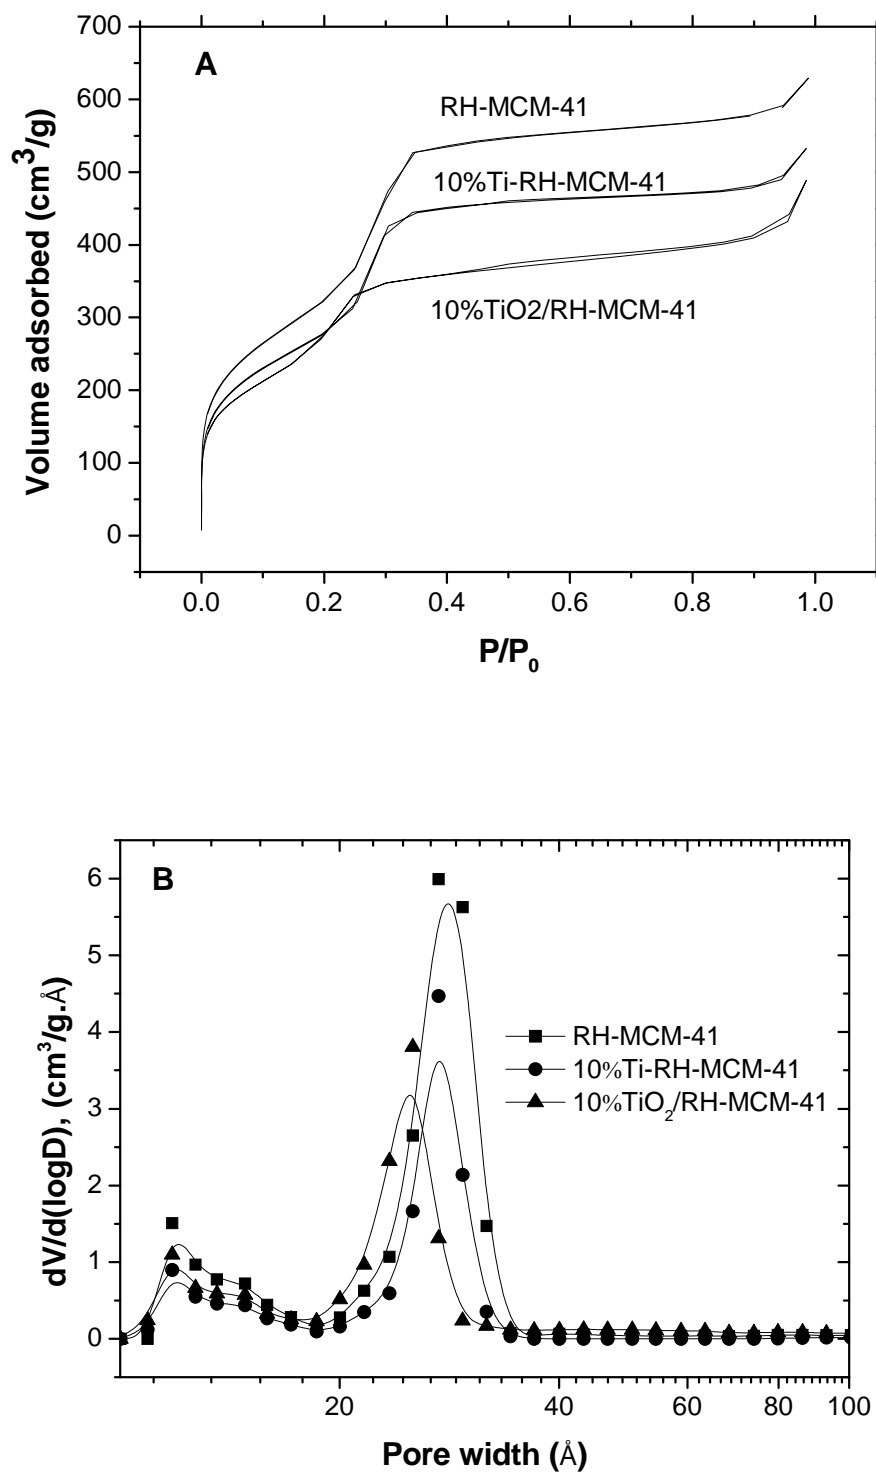 A
700
600
500
400
300
200
100
0
Volume adsorbed (cm³/g)
RH-MCM-41
10%Ti-RH-MCM-41
10%TiO2/RH-MCM-41
0.0 0.2 0.4 0.6 0.8 1.0
P/P₀
B
6
5
4
3
2
1
0
dV/d(logD), (cm³/g.Å)
RH-MCM-41
10%Ti-RH-MCM-41
10%TiO₂/RH-MCM-41
20 40 60 80 100
Pore width (Å)